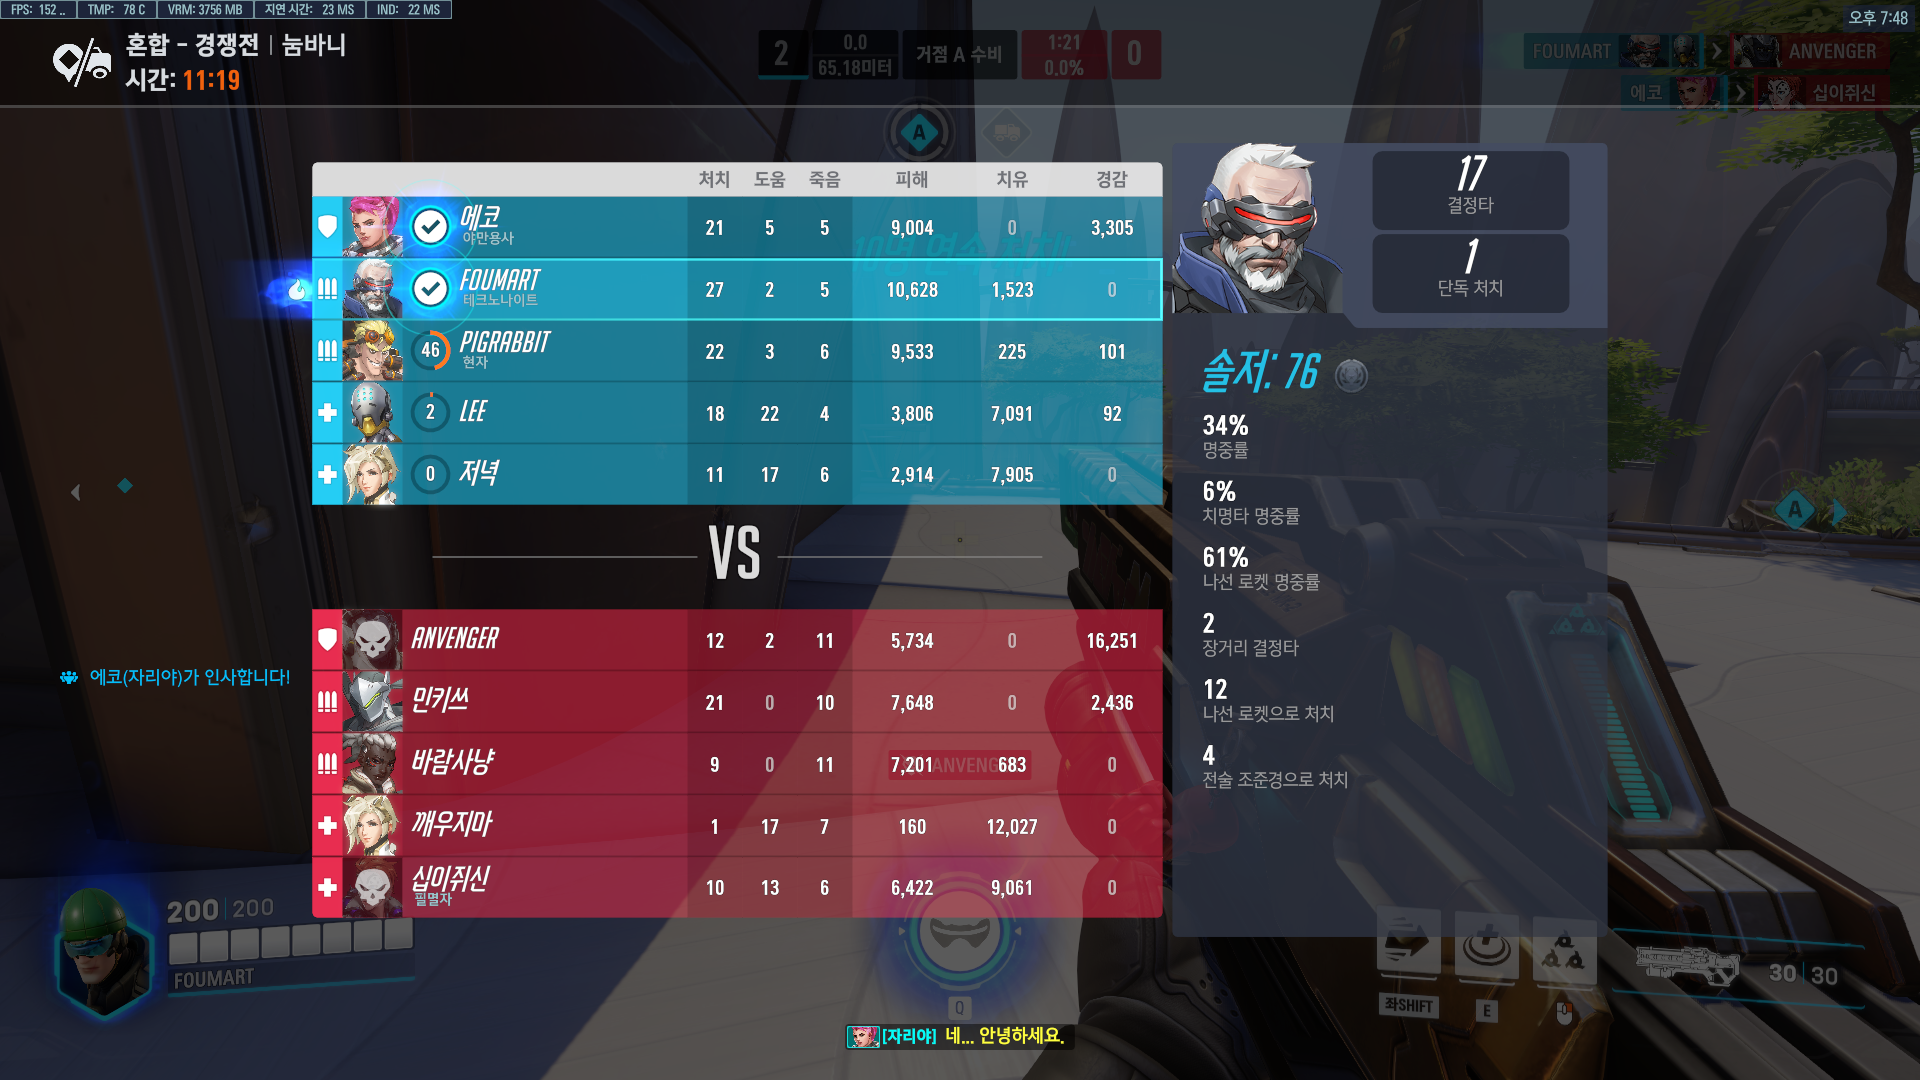 FPS: 152 .. TMP: 78 C VRM: 3756 MB 지연 시간: 23 MS IND: 22 MS
오후 7:48
혼합 - 경쟁전 | 눔바니
시간: 11:19
2 0.0 65.18미터 거점 A 수비 1:21 0.0% 0
FOUMART ANVENGER
에코 십이쥐신
A
처치 도움 죽음 피해 치유 경감
에코 21 5 5 9,004 0 3,305
야만용사
FOUMART 27 2 5 10,628 1,523 0
테크노나이트
46 PIGRABBIT 22 3 6 9,533 225 101
현자
2 LEE 18 22 4 3,806 7,091 92
0 저녁 11 17 6 2,914 7,905 0
VS
ANVENGER 12 2 11 5,734 0 16,251
민키쓰 21 0 10 7,648 0 2,436
바람사냥 9 0 11 7,201 683 0
ANVENG
깨우지마 1 17 7 160 12,027 0
십이쥐신 10 13 6 6,422 9,061 0
필멸자
17
결정타
1
단독 처치
솔저: 76
34%
명중률
6%
치명타 명중률
61%
나선 로켓 명중률
2
장거리 결정타
12
나선 로켓으로 처치
4
전술 조준경으로 처치
A
에코(자리야)가 인사합니다!
200 | 200
FOUMART
Q
좌SHIFT
E
30 | 30
[자리야] 네... 안녕하세요.